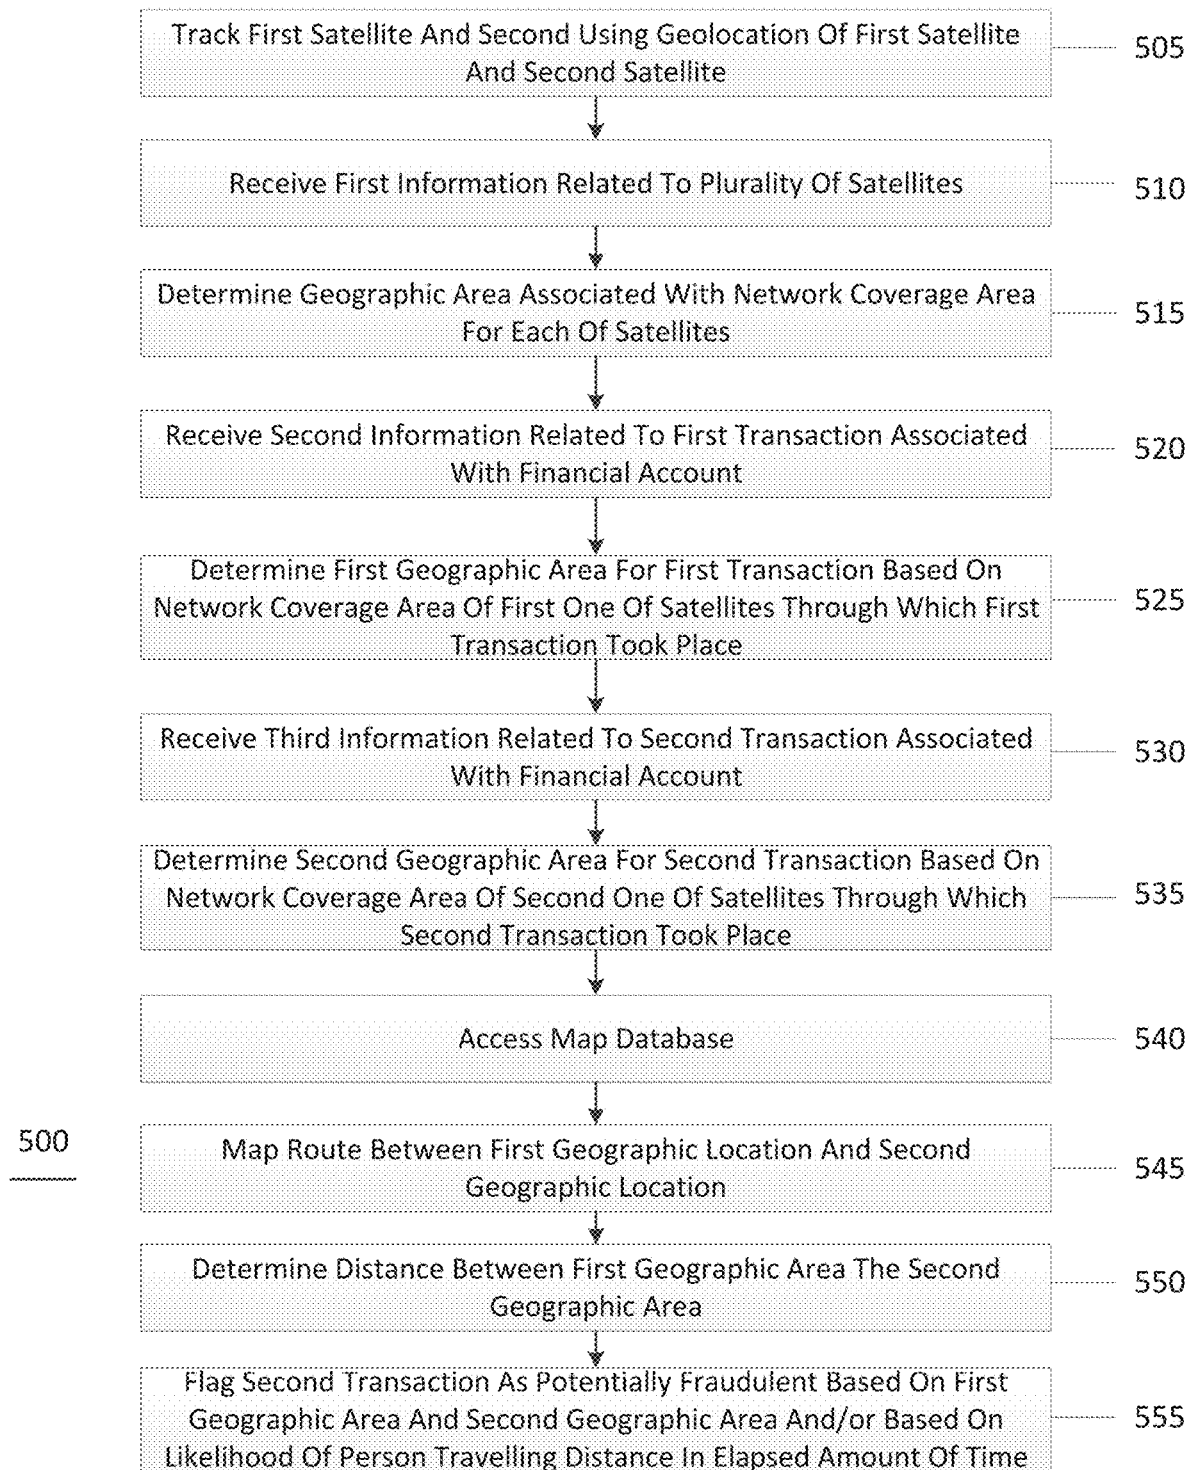 Track First Satellite And Second Using Geolocation Of First Satellite
And Second Satellite
505
Receive First Information Related To Plurality Of Satellites
510
Determine Geographic Area Associated With Network Coverage Area
For Each Of Satellites
515
Receive Second Information Related To First Transaction Associated
With Financial Account
520
Determine First Geographic Area For First Transaction Based On
Network Coverage Area Of First One Of Satellites Through Which First
Transaction Took Place
525
Receive Third Information Related To Second Transaction Associated
With Financial Account
530
Determine Second Geographic Area For Second Transaction Based On
Network Coverage Area Of Second One Of Satellites Through Which
Second Transaction Took Place
535
Access Map Database
540
500
Map Route Between First Geographic Location And Second
Geographic Location
545
Determine Distance Between First Geographic Area The Second
Geographic Area
550
Flag Second Transaction As Potentially Fraudulent Based On First
Geographic Area And Second Geographic Area And/or Based On
Likelihood Of Person Travelling Distance In Elapsed Amount Of Time
555